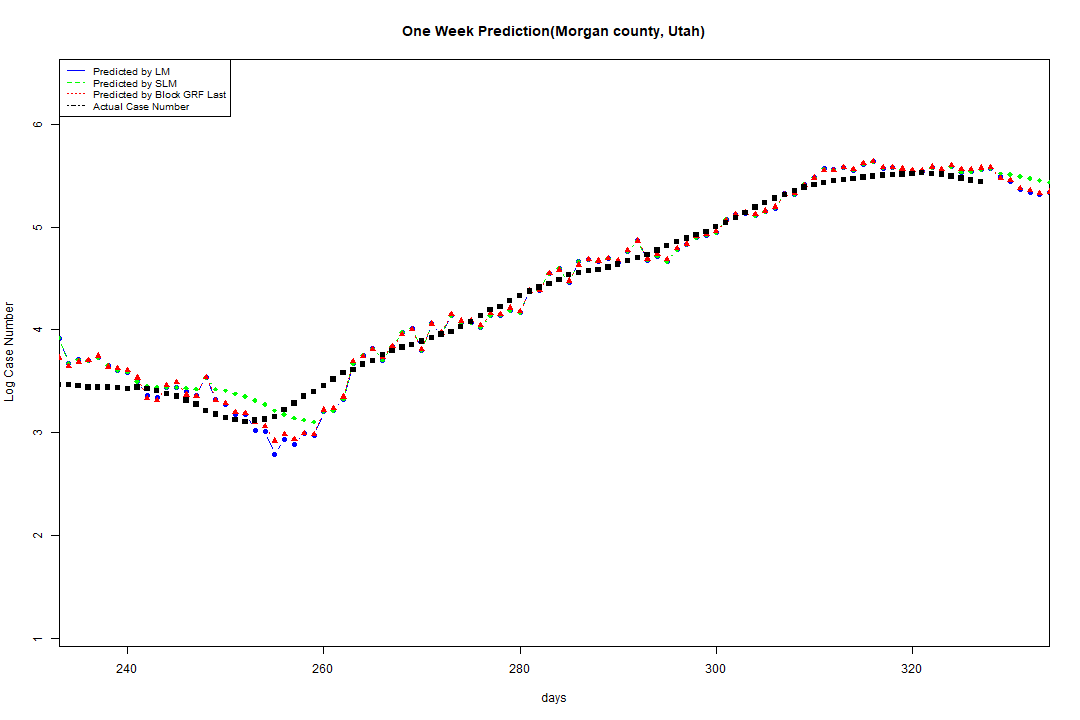 One Week Prediction(Morgan county, Utah)
Predicted by LM
Predicted by SLM
Predicted by Block GRF Last
Actual Case Number
6
5
4
3
2
1
Log Case Number
240 260 280 300 320
days